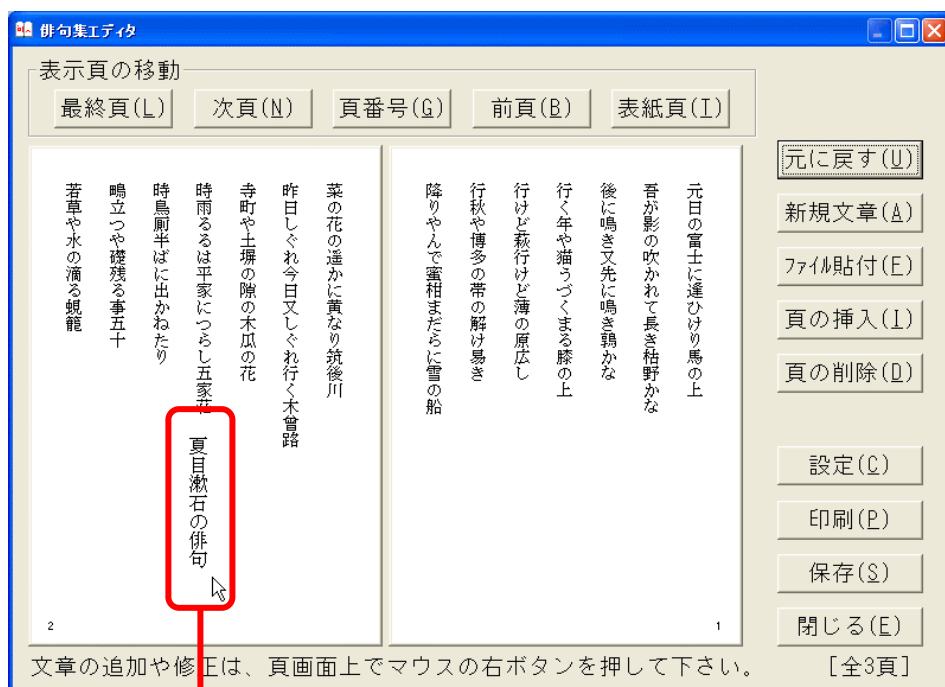 俳句集エディタ
表示頁の移動
最終頁(L) 次頁(N) 頁番号(G) 前頁(B) 表紙頁(I)
元日の富士に逢ひけり馬の上
吾が影の吹かれて長き枯野かな
後に鳴き又先に鳴き鶉かな
行く年や猫うづくまる膝の上
行けど萩行けど薄の原広し
行秋や博多の帯の解け易き
降りやんで蜜柑まだらに雪の船
1
菜の花の遥かに黄なり筑後川
昨日しぐれ今日又しぐれ行く木曾路
寺町や土塀の隙の木瓜の花
時雨るるは平家につらし五家荘
時鳥厠半ばに出かねたり
鴫立つや礎残る事五十
若草や水の滴る蜆籠
夏目漱石の俳句
2
元に戻す(U)
新規文章(A)
ファイル貼付(F)
頁の挿入(I)
頁の削除(D)
設定(C)
印刷(P)
保存(S)
閉じる(E)
文章の追加や修正は、頁画面上でマウスの右ボタンを押して下さい。 [全3頁]